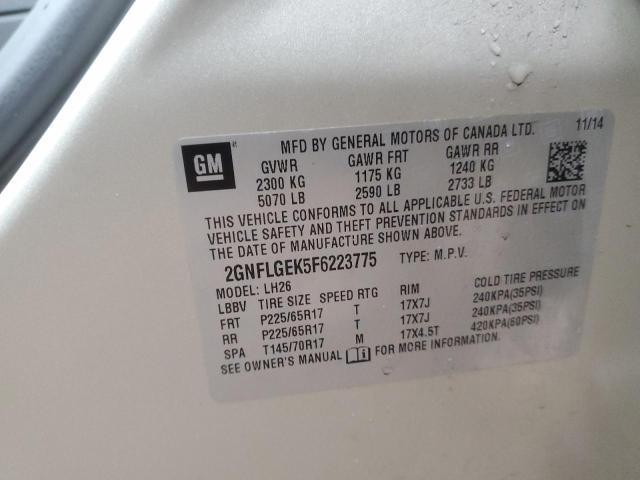 11/14
GM
MFD BY GENERAL MOTORS OF CANADA LTD.
GVWR GAWR FRT GAWR RR
2300 KG 1175 KG 1240 KG
5070 LB 2590 LB 2733 LB
THIS VEHICLE CONFORMS TO ALL APPLICABLE U.S. FEDERAL MOTOR
VEHICLE SAFETY AND THEFT PREVENTION STANDARDS IN EFFECT ON
THE DATE OF MANUFACTURE SHOWN ABOVE.
2GNFLGEK5F6223775 TYPE: M.P.V.
MODEL: LH26
LBBV TIRE SIZE SPEED RTG RIM COLD TIRE PRESSURE
FRT P225/65R17 T 17X7J 240KPA(35PSI)
RR P225/65R17 T 17X7J 240KPA(35PSI)
SPA T145/70R17 M 17X4.5T 420KPA(60PSI)
SEE OWNER'S MANUAL FOR MORE INFORMATION.